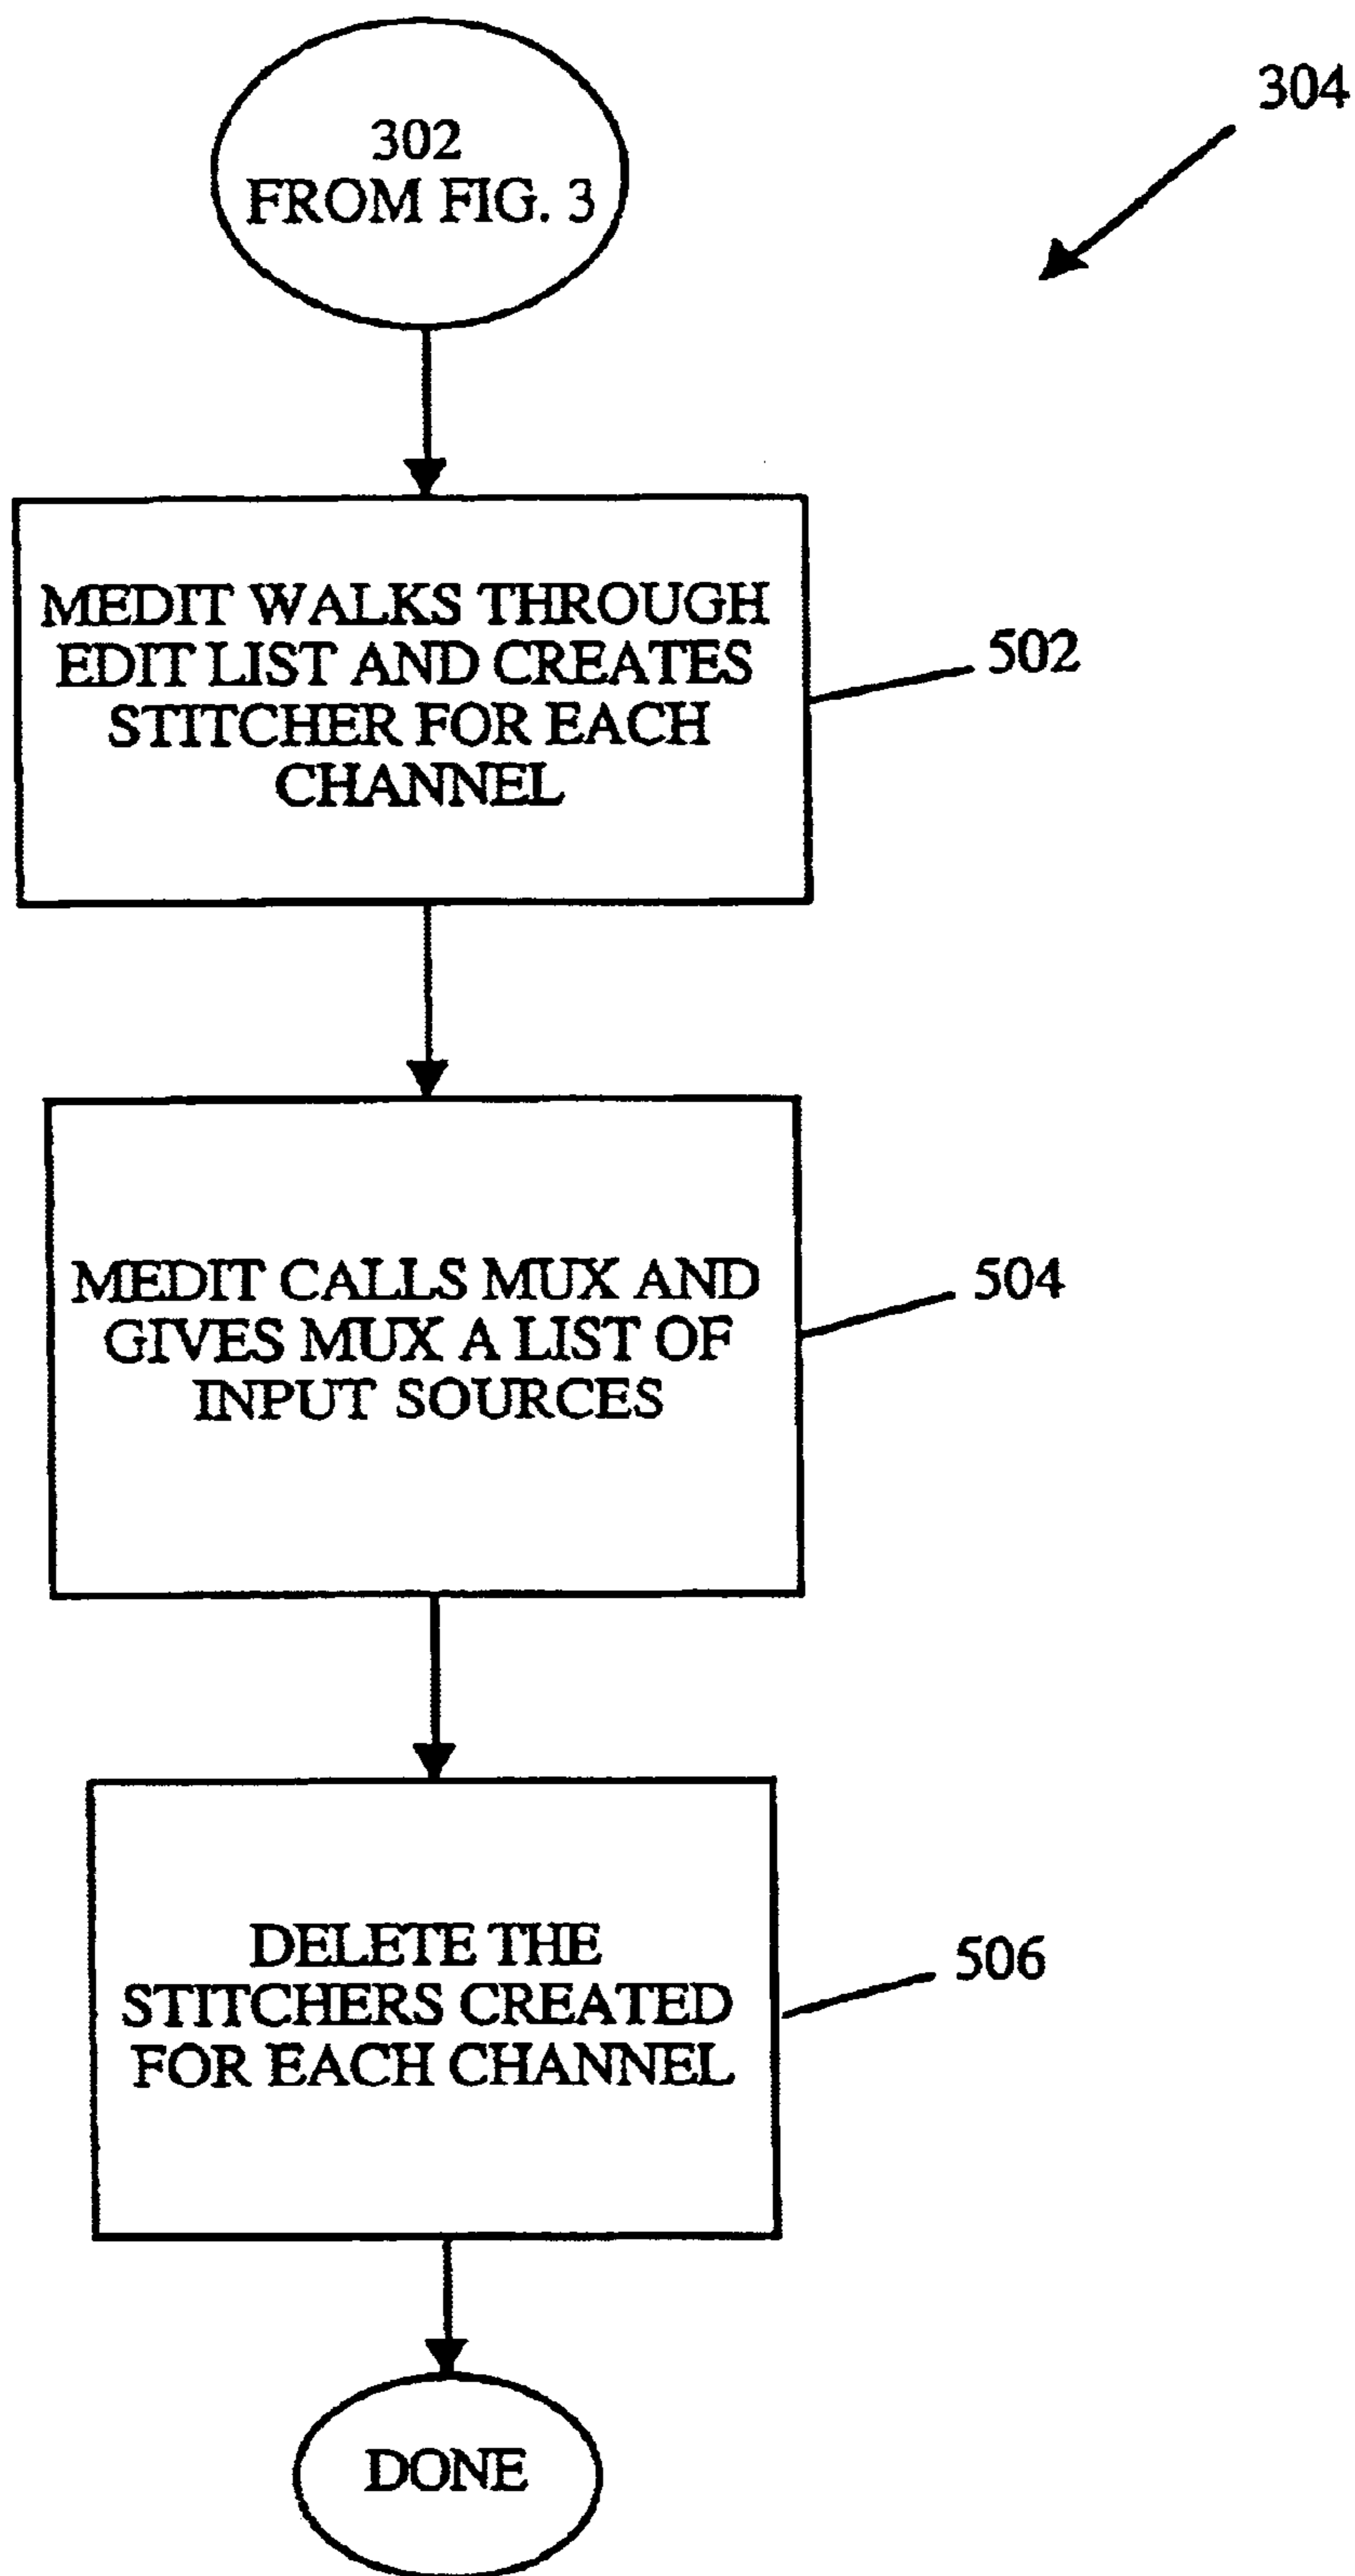 304
302
FROM FIG. 3
MEDIT WALKS THROUGH
EDIT LIST AND CREATES
STITCHER FOR EACH
CHANNEL
502
MEDIT CALLS MUX AND
GIVES MUX A LIST OF
INPUT SOURCES
504
DELETE THE
STITCHERS CREATED
FOR EACH CHANNEL
506
DONE